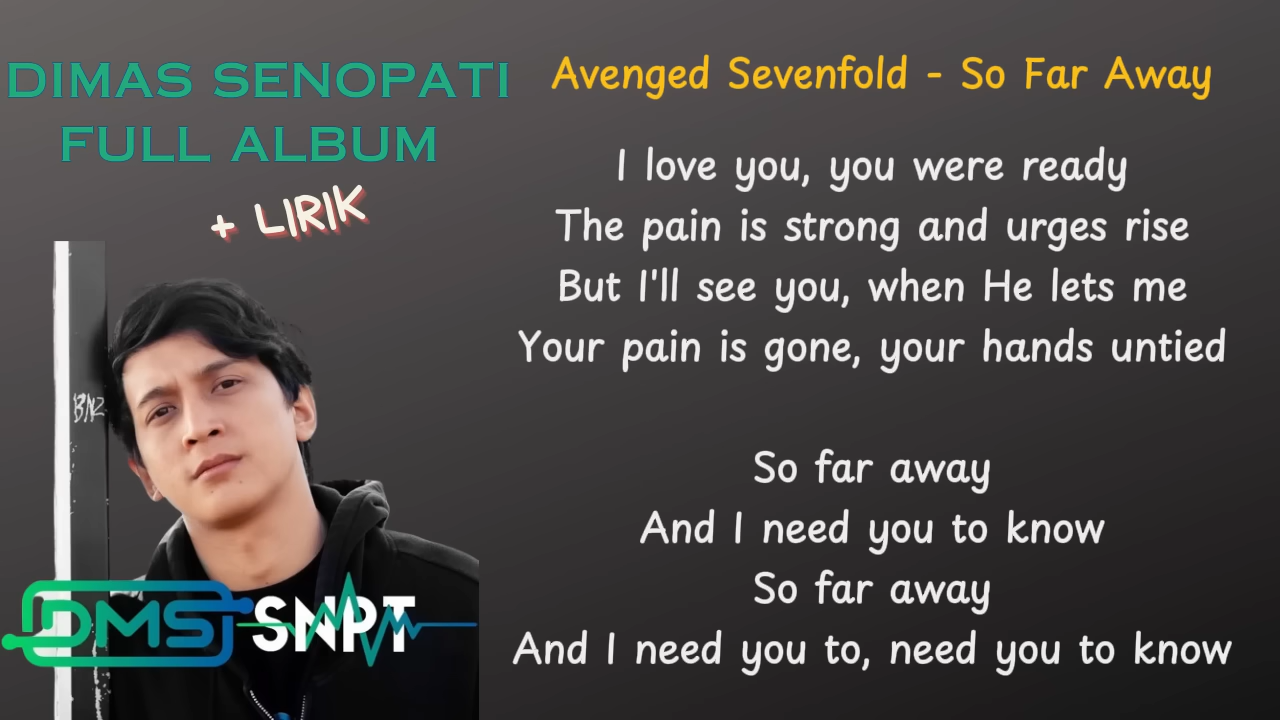 DIMAS SENOPATI
FULL ALBUM
+ LIRIK
BNZ
DMS SNPT
Avenged Sevenfold - So Far Away
I love you, you were ready
The pain is strong and urges rise
But I'll see you, when He lets me
Your pain is gone, your hands untied
So far away
And I need you to know
So far away
And I need you to, need you to know